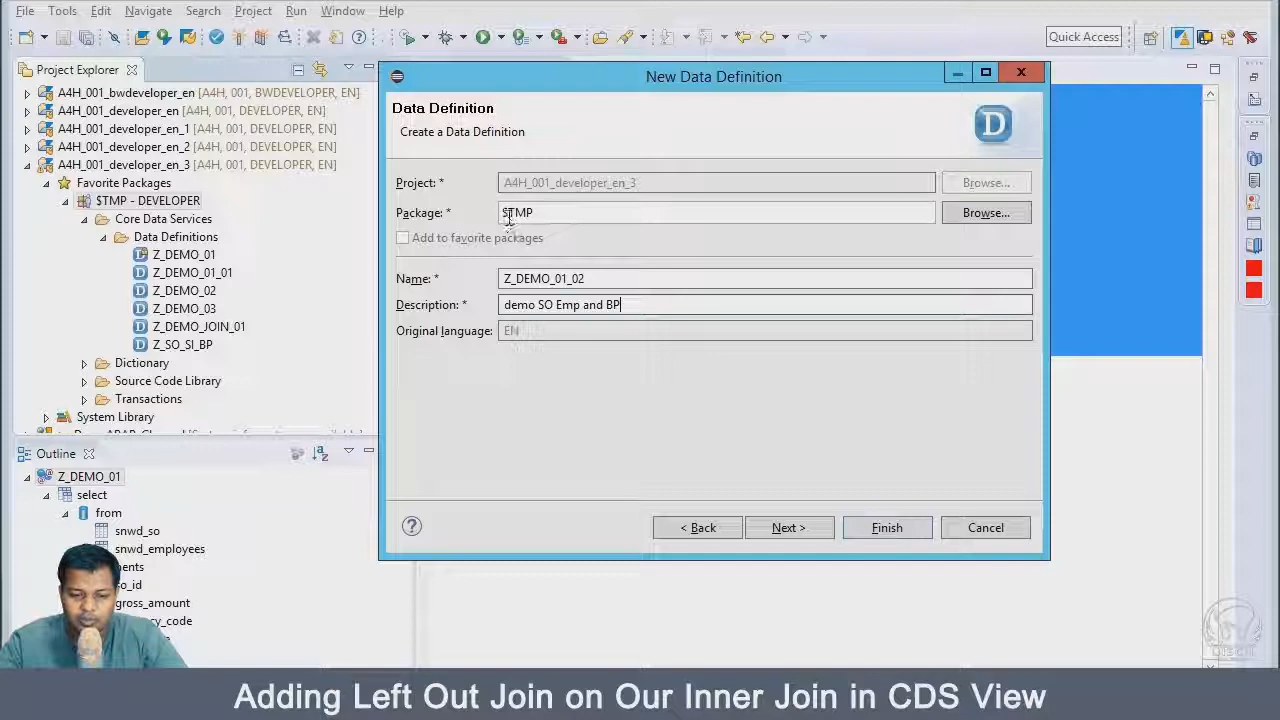 File Tools Edit Navigate Search Project Run Window Help
Quick Access
Project Explorer
A4H_001_bwdeveloper_en [A4H, 001, BWDEVELOPER, EN]
A4H_001_developer_en [A4H, 001, DEVELOPER, EN]
A4H_001_developer_en_1 [A4H, 001, DEVELOPER, EN]
A4H_001_developer_en_2 [A4H, 001, DEVELOPER, EN]
A4H_001_developer_en_3 [A4H, 001, DEVELOPER, EN]
Favorite Packages
$TMP - DEVELOPER
Core Data Services
Data Definitions
Z_DEMO_01
Z_DEMO_01_01
Z_DEMO_02
Z_DEMO_03
Z_DEMO_JOIN_01
Z_SO_SI_BP
Dictionary
Source Code Library
Transactions
System Library
Outline
Z_DEMO_01
select
from
snwd_so
snwd_employees
gross_amount
New Data Definition
Data Definition
Create a Data Definition
D
Project: * A4H_001_developer_en_3 Browse...
Package: * $TMP Browse...
Add to favorite packages
Name: * Z_DEMO_01_02
Description: * demo SO Emp and BP
Original language: EN
< Back Next > Finish Cancel
Adding Left Out Join on Our Inner Join in CDS View